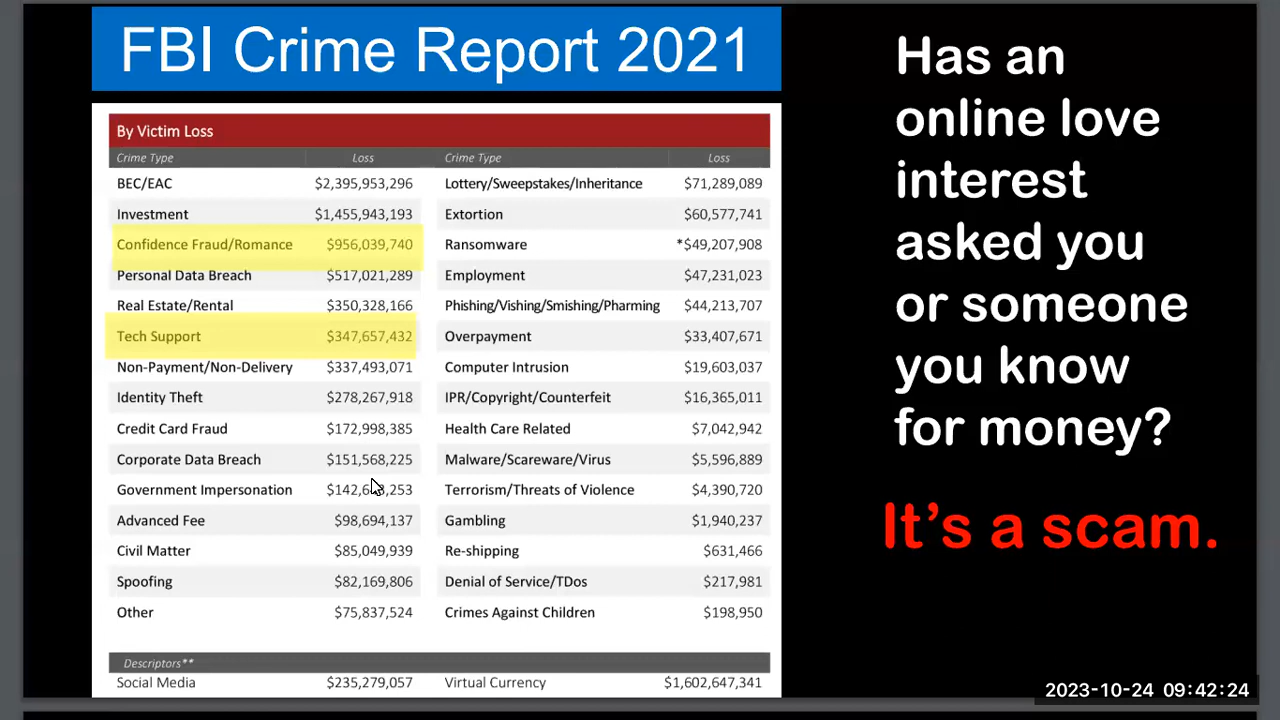 FBI Crime Report 2021
By Victim Loss
Crime Type Loss Crime Type Loss
BEC/EAC $2,395,953,296 Lottery/Sweepstakes/Inheritance $71,289,089
Investment $1,455,943,193 Extortion $60,577,741
Confidence Fraud/Romance $956,039,740 Ransomware *$49,207,908
Personal Data Breach $517,021,289 Employment $47,231,023
Real Estate/Rental $350,328,166 Phishing/Vishing/Smishing/Pharming $44,213,707
Tech Support $347,657,432 Overpayment $33,407,671
Non-Payment/Non-Delivery $337,493,071 Computer Intrusion $19,603,037
Identity Theft $278,267,918 IPR/Copyright/Counterfeit $16,365,011
Credit Card Fraud $172,998,385 Health Care Related $7,042,942
Corporate Data Breach $151,568,225 Malware/Scareware/Virus $5,596,889
Government Impersonation Terrorism/Threats of Violence $4,390,720
Advanced Fee $98,694,137 Gambling $1,940,237
Civil Matter $85,049,939 Re-shipping $631,466
Spoofing $82,169,806 Denial of Service/TDos $217,981
Other $75,837,524 Crimes Against Children $198,950
Descriptors**
Social Media $235,279,057 Virtual Currency $1,602,647,341
Has an
online love
interest
asked you
or someone
you know
for money?
It's a scam.
2023-10-24 09:42:24